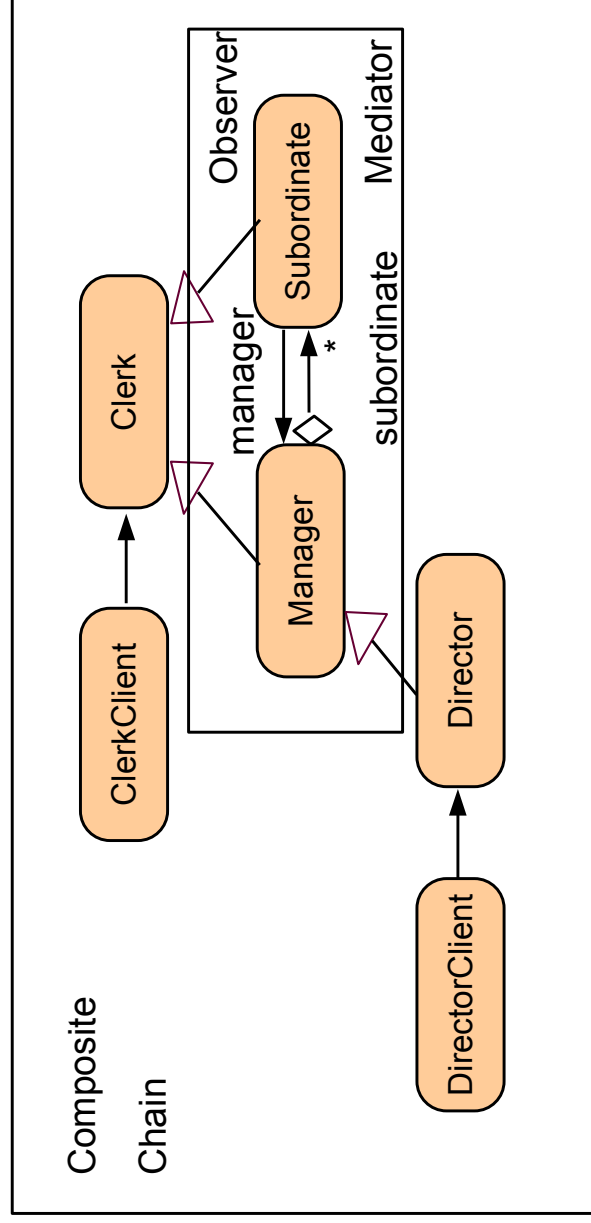 Composite
Chain
ClerkClient
Clerk
Observer
manager
Manager
Subordinate
*
subordinate
Mediator
DirectorClient
Director